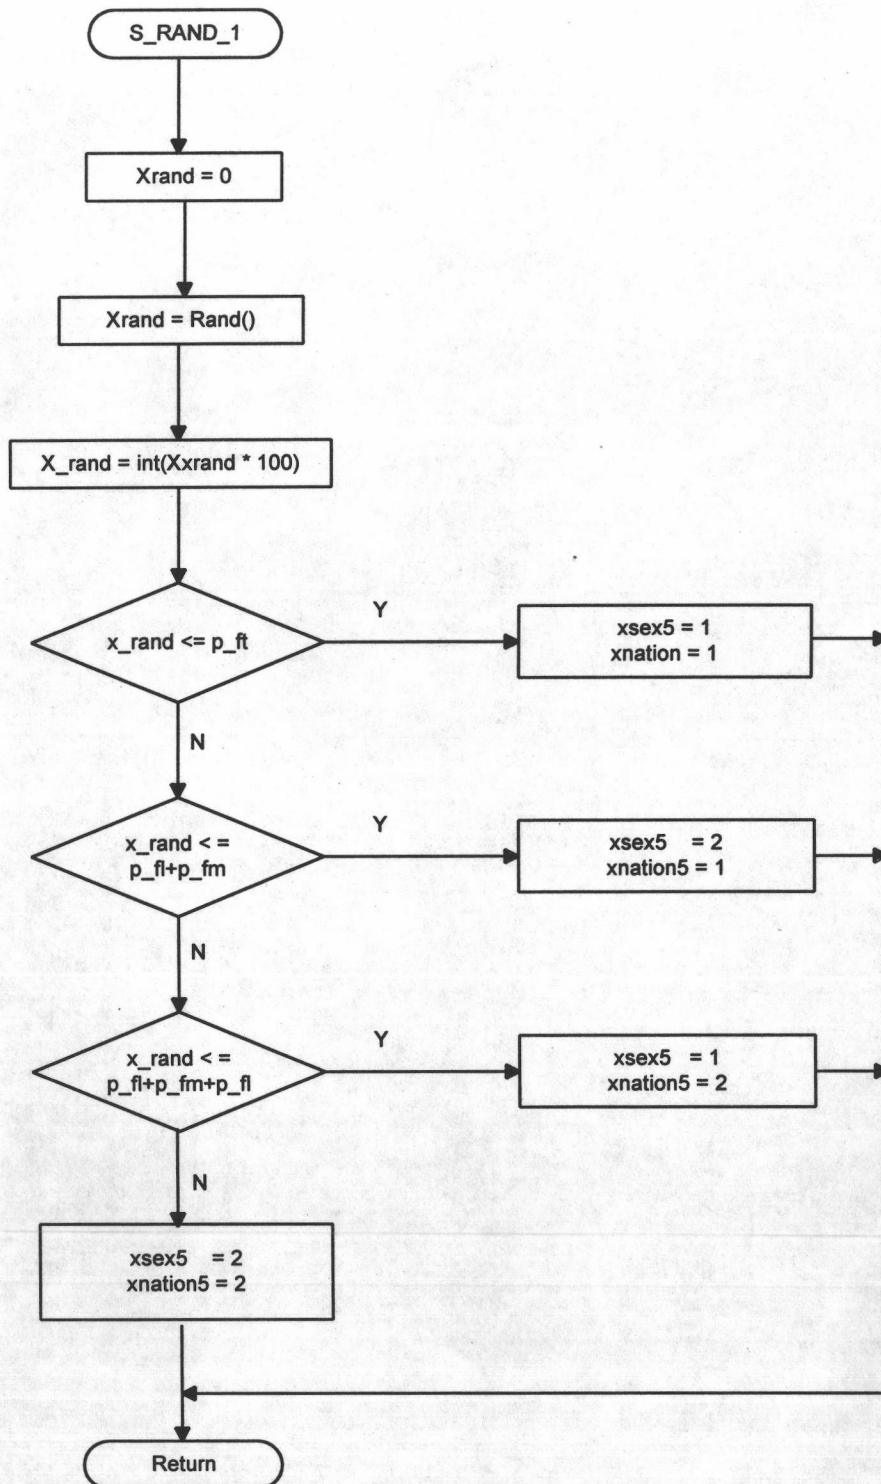 S_RAND_1
Xrand = 0
Xrand = Rand()
X_rand = int(Xxrand * 100)
x_rand <= p_ft
Y
xsex5 = 1
xnation = 1
N
x_rand < =
p_fl+p_fm
Y
xsex5 = 2
xnation5 = 1
N
x_rand < =
p_fl+p_fm+p_fl
Y
xsex5 = 1
xnation5 = 2
N
xsex5 = 2
xnation5 = 2
Return